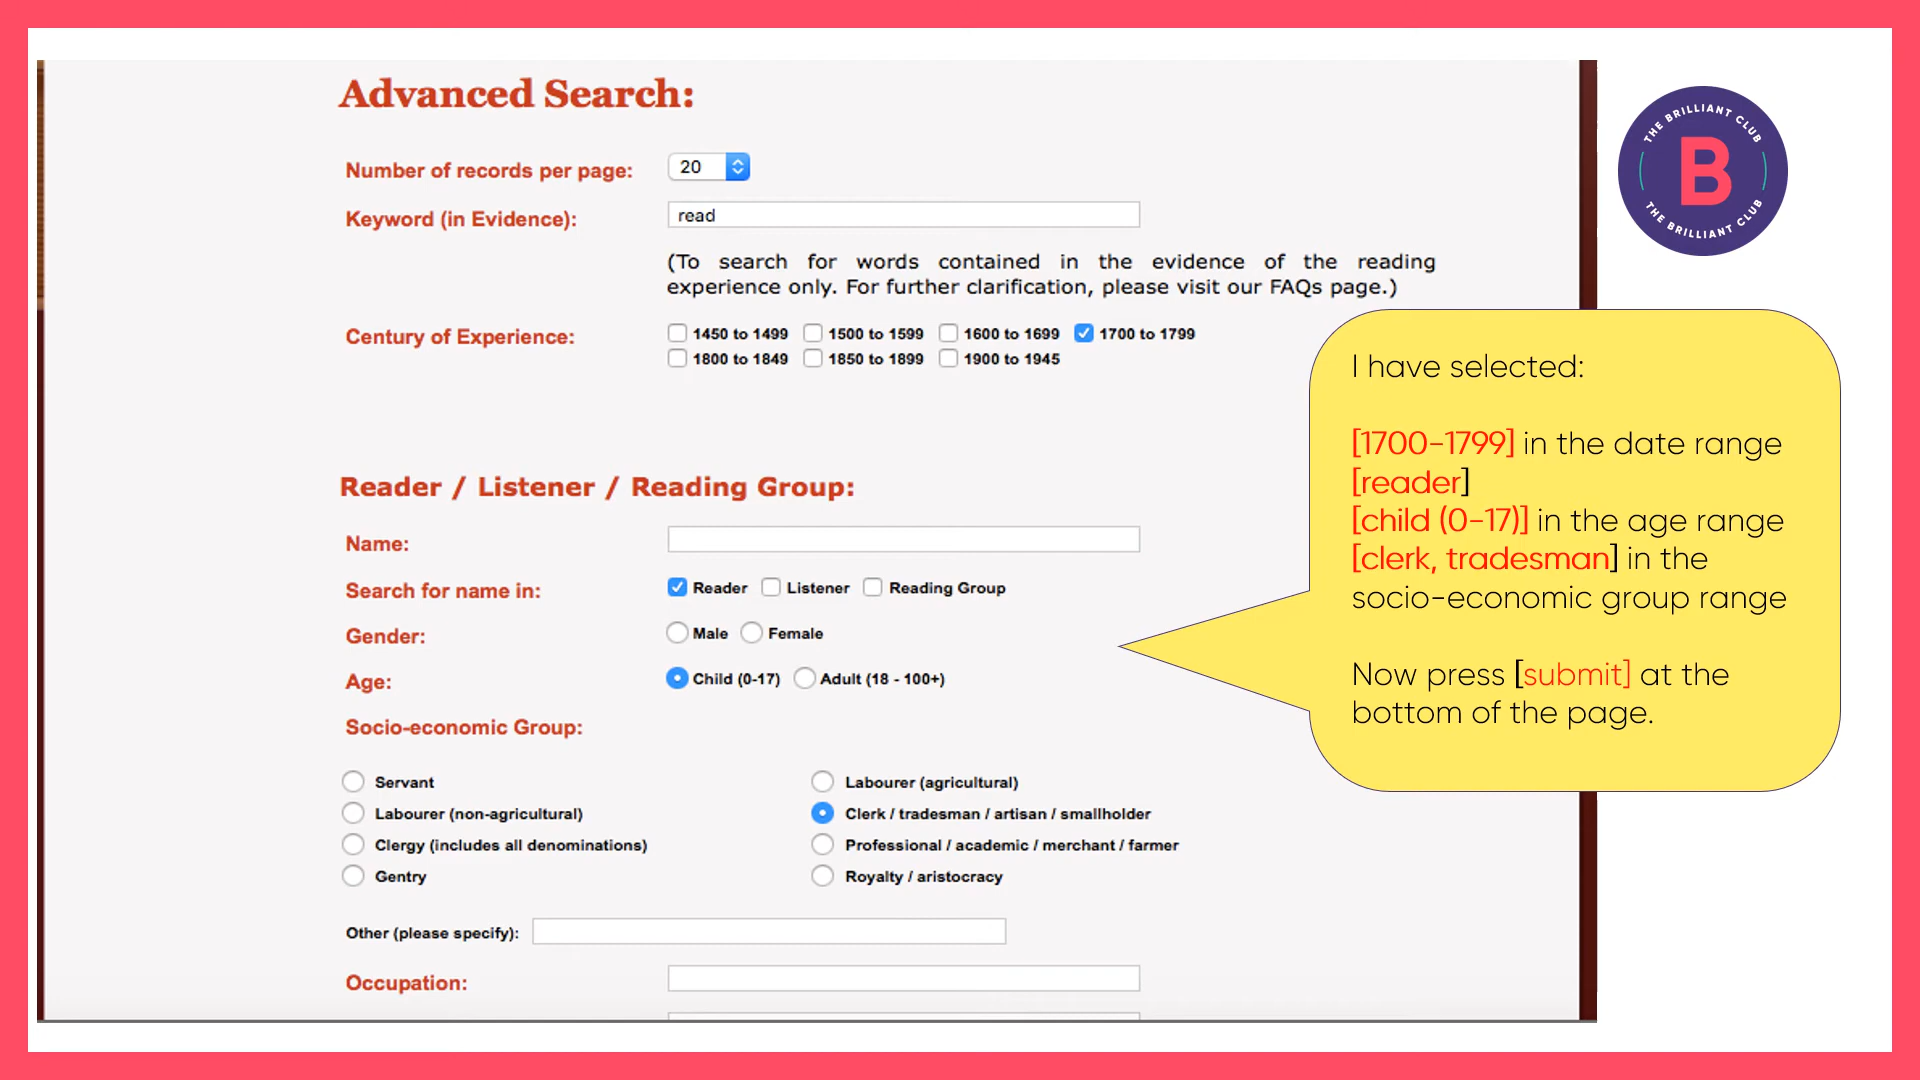 Advanced Search:
Number of records per page: 20
Keyword (in Evidence): read
(To search for words contained in the evidence of the reading
experience only. For further clarification, please visit our FAQs page.)
Century of Experience: 1450 to 1499 1500 to 1599 1600 to 1699 1700 to 1799
1800 to 1849 1850 to 1899 1900 to 1945
Reader / Listener / Reading Group:
Name:
Search for name in: Reader Listener Reading Group
Gender: Male Female
Age: Child (0-17) Adult (18 - 100+)
Socio-economic Group:
Servant Labourer (agricultural)
Labourer (non-agricultural) Clerk / tradesman / artisan / smallholder
Clergy (includes all denominations) Professional / academic / merchant / farmer
Gentry Royalty / aristocracy
Other (please specify):
Occupation:
THE BRILLIANT CLUB
B
THE BRILLIANT CLUB
I have selected:
[1700-1799] in the date range
[reader]
[child (0-17)] in the age range
[clerk, tradesman] in the
socio-economic group range
Now press [submit] at the
bottom of the page.